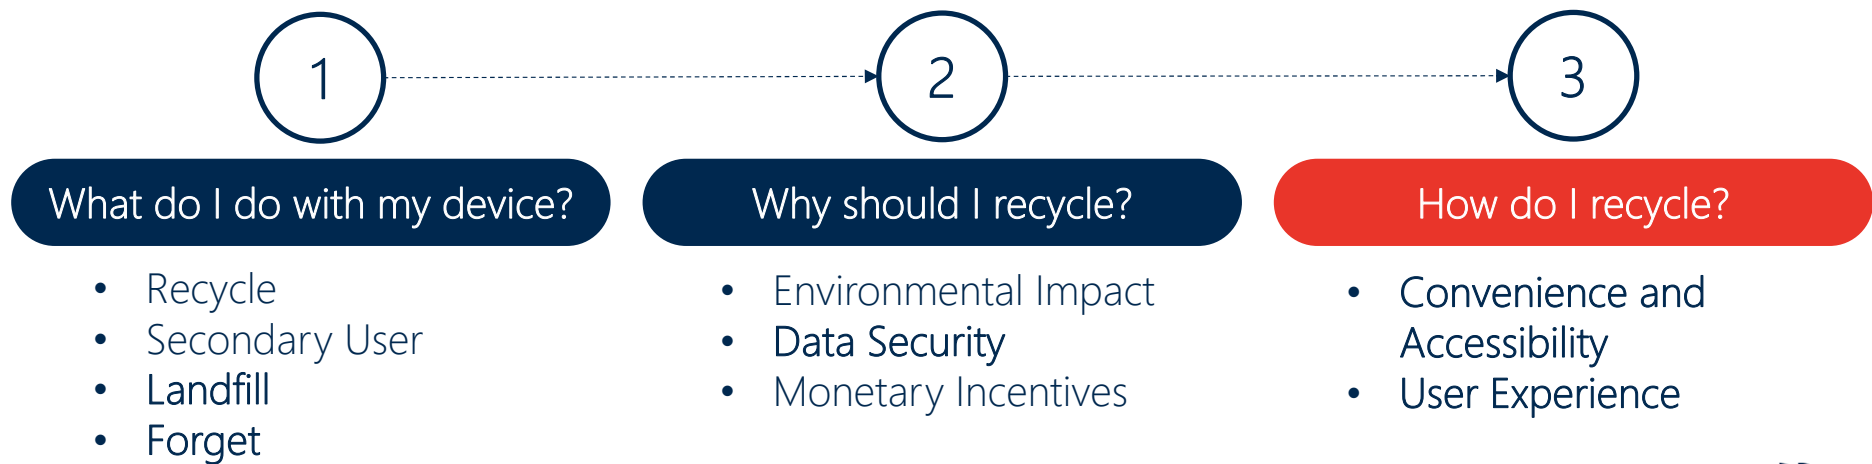 1
2
3
What do I do with my device?
Why should I recycle?
How do I recycle?
• Recycle
• Secondary User
• Landfill
• Forget
• Environmental Impact
• Data Security
• Monetary Incentives
• Convenience and
Accessibility
• User Experience